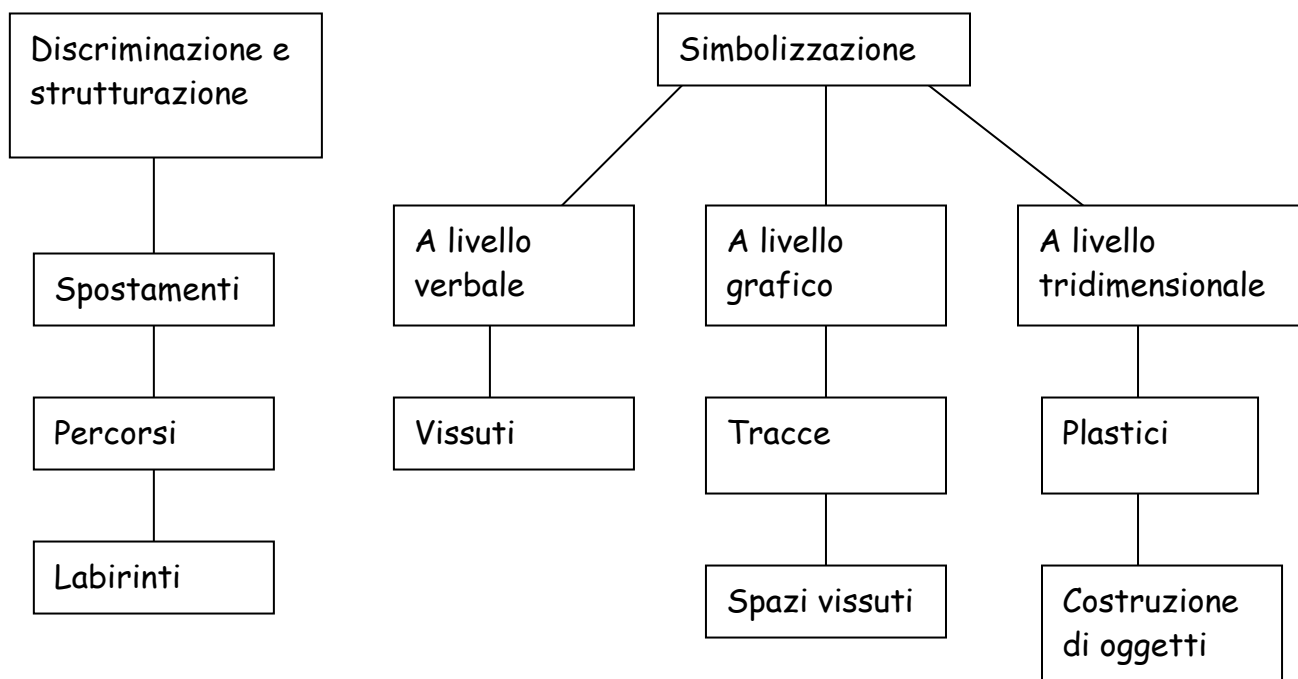 Discriminazione e
strutturazione
Spostamenti
Percorsi
Labirinti
Simbolizzazione
A livello
verbale
Vissuti
A livello
grafico
Tracce
Spazi vissuti
A livello
tridimensionale
Plastici
Costruzione
di oggetti